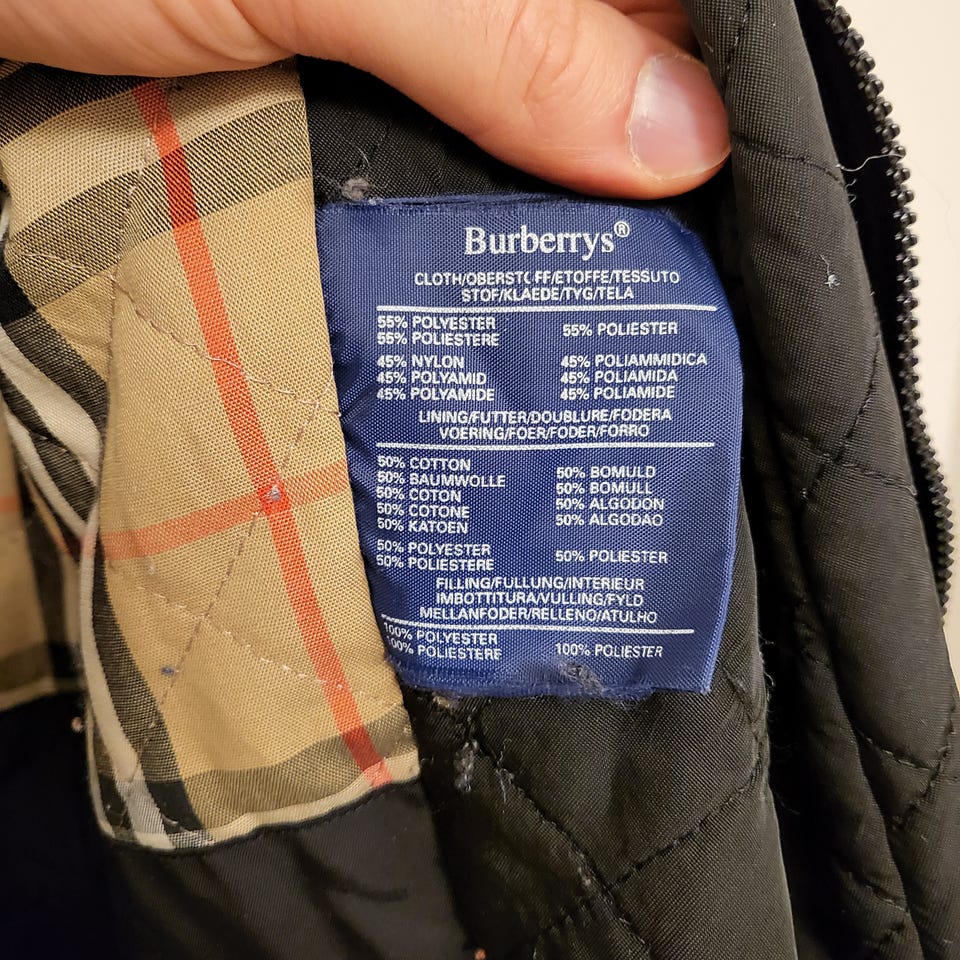 Burberrys®
CLOTH/OBERSTOFF/ETOFFE/TESSUTO
STOF/KLAEDE/TYG/TELA
55% POLYESTER 55% POLIESTER
55% POLIESTERE
45% NYLON 45% POLIAMMIDICA
45% POLYAMID 45% POLIAMIDA
45% POLYAMIDE 45% POLIAMIDE
LINING/FUTTER/DOUBLURE/FODERA
VOERING/FOER/FODER/FORRO
50% COTTON 50% BOMULD
50% BAUMWOLLE 50% BOMULL
50% COTON 50% ALGODON
50% COTONE 50% ALGODAO
50% KATOEN
50% POLYESTER 50% POLIESTER
50% POLIESTERE
FILLING/FULLUNG/INTERIEUR
IMBOTTITURA/VULLING/FYLD
MELLANFODER/RELLENO/ATULHO
100% POLYESTER 100% POLIESTER
100% POLIESTERE